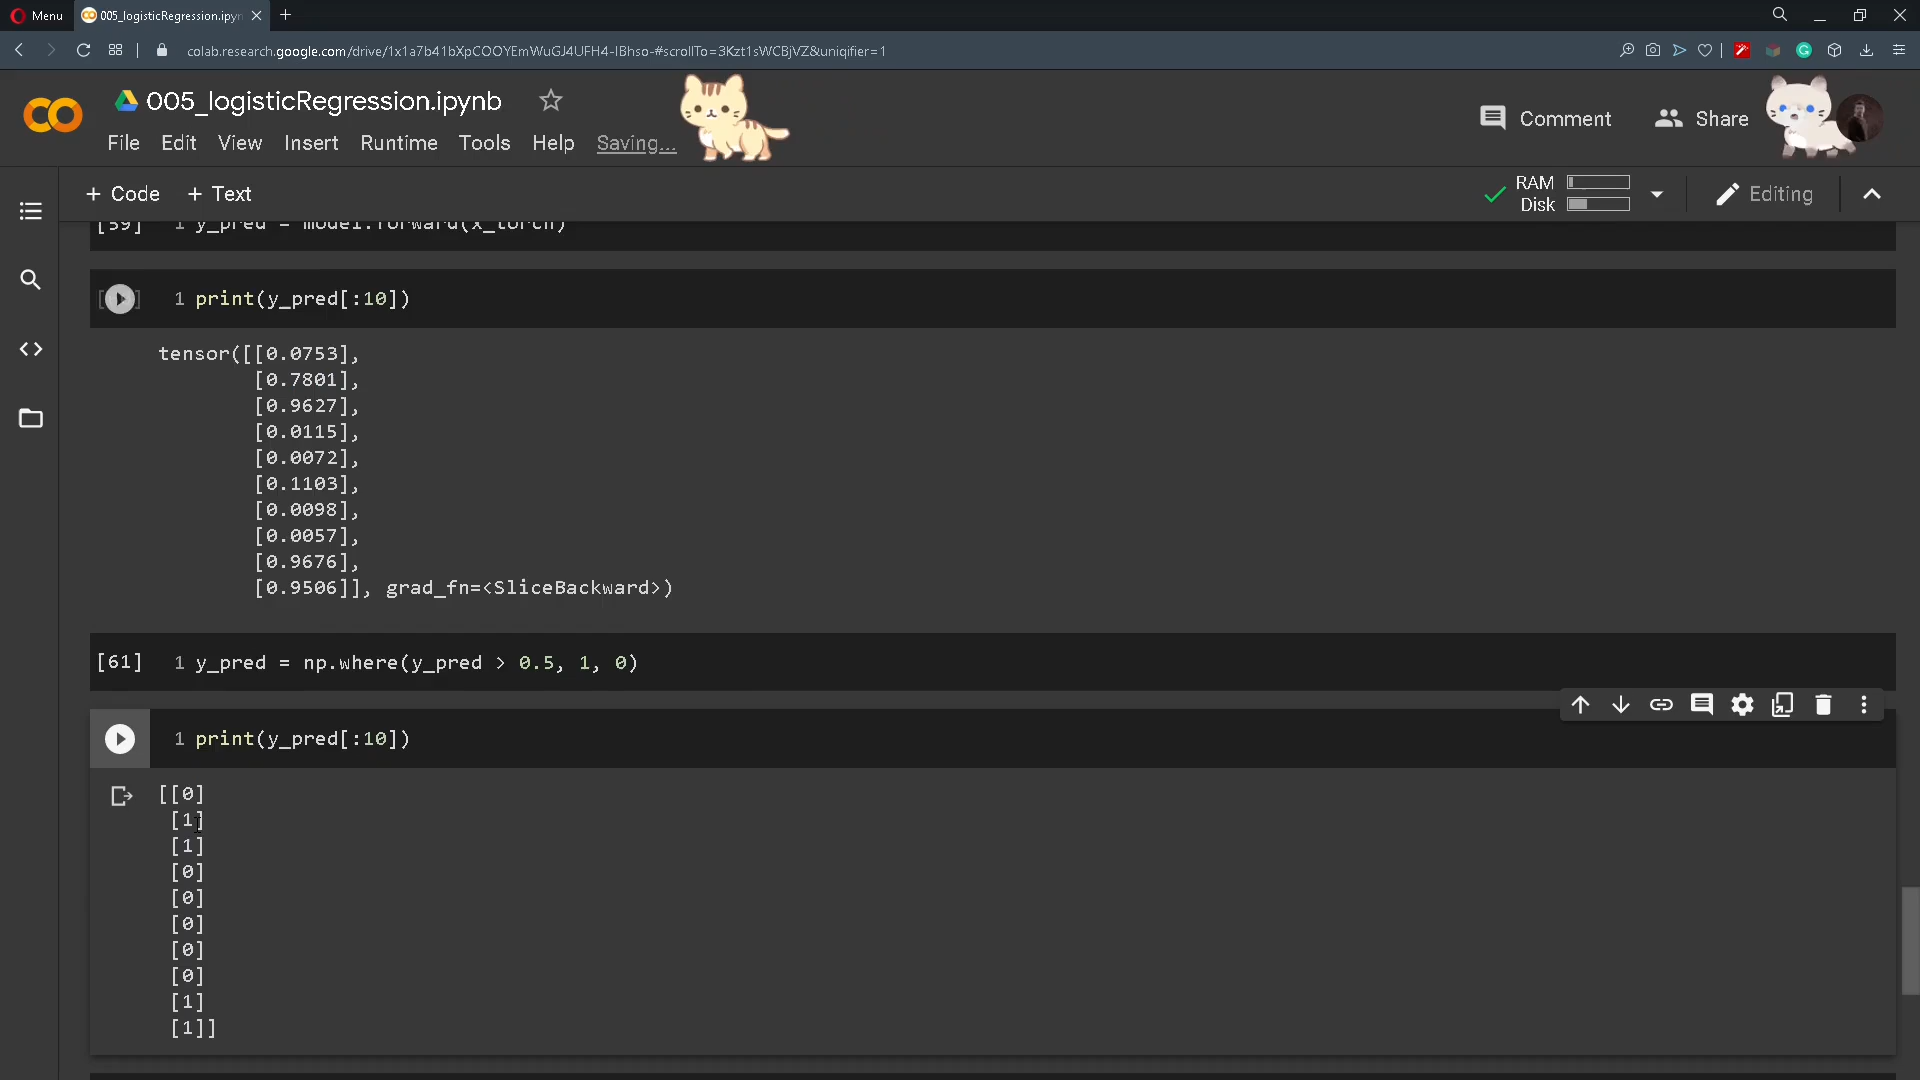 Menu
005_logisticRegression.ipyn
colab.research.google.com/drive/1x1a7b41bXpCOOYEmWuGJ4UFH4-IBhso-#scrollTo=3Kzt1sWCBjVZ&uniqifier=1
005_logisticRegression.ipynb
File Edit View Insert Runtime Tools Help Saving...
Comment
Share
+ Code + Text
RAM
Disk
Editing
[59] 1 y_pred = model.forward(x_torch)
1 print(y_pred[:10])
tensor([[0.0753],
[0.7801],
[0.9627],
[0.0115],
[0.0072],
[0.1103],
[0.0098],
[0.0057],
[0.9676],
[0.9506]], grad_fn=<SliceBackward>)
[61] 1 y_pred = np.where(y_pred > 0.5, 1, 0)
1 print(y_pred[:10])
[[0]
[1]
[1]
[0]
[0]
[0]
[0]
[0]
[1]
[1]]